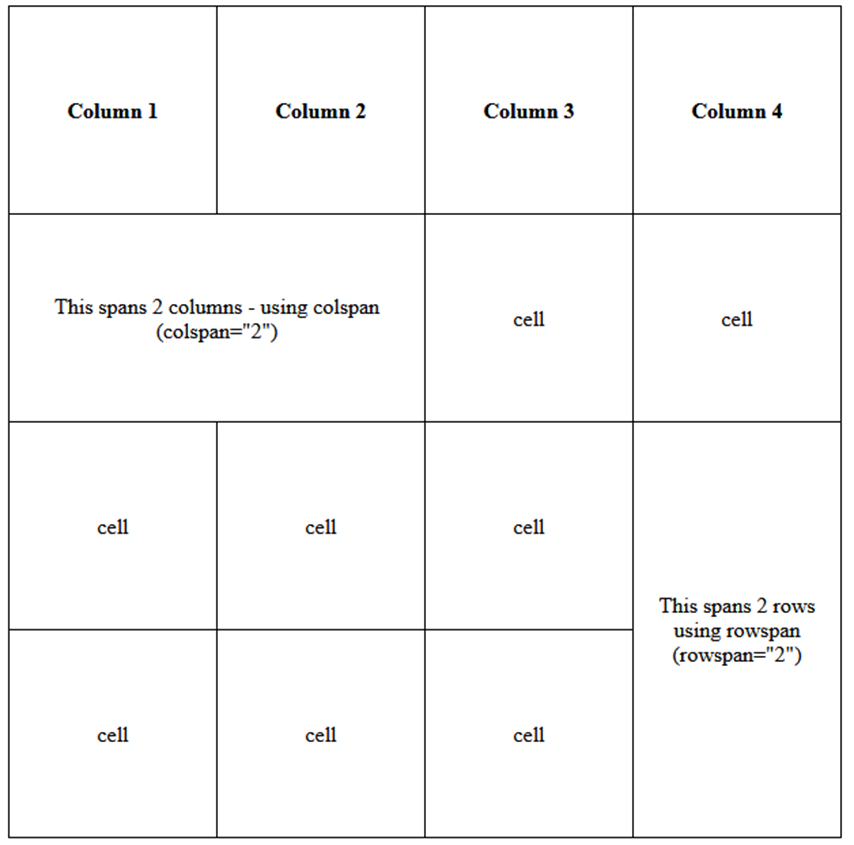 Column 1
Column 2
Column 3
Column 4
This spans 2 columns - using colspan
(colspan="2")
cell
cell
cell
cell
cell
This spans 2 rows
using rowspan
(rowspan="2")
cell
cell
cell